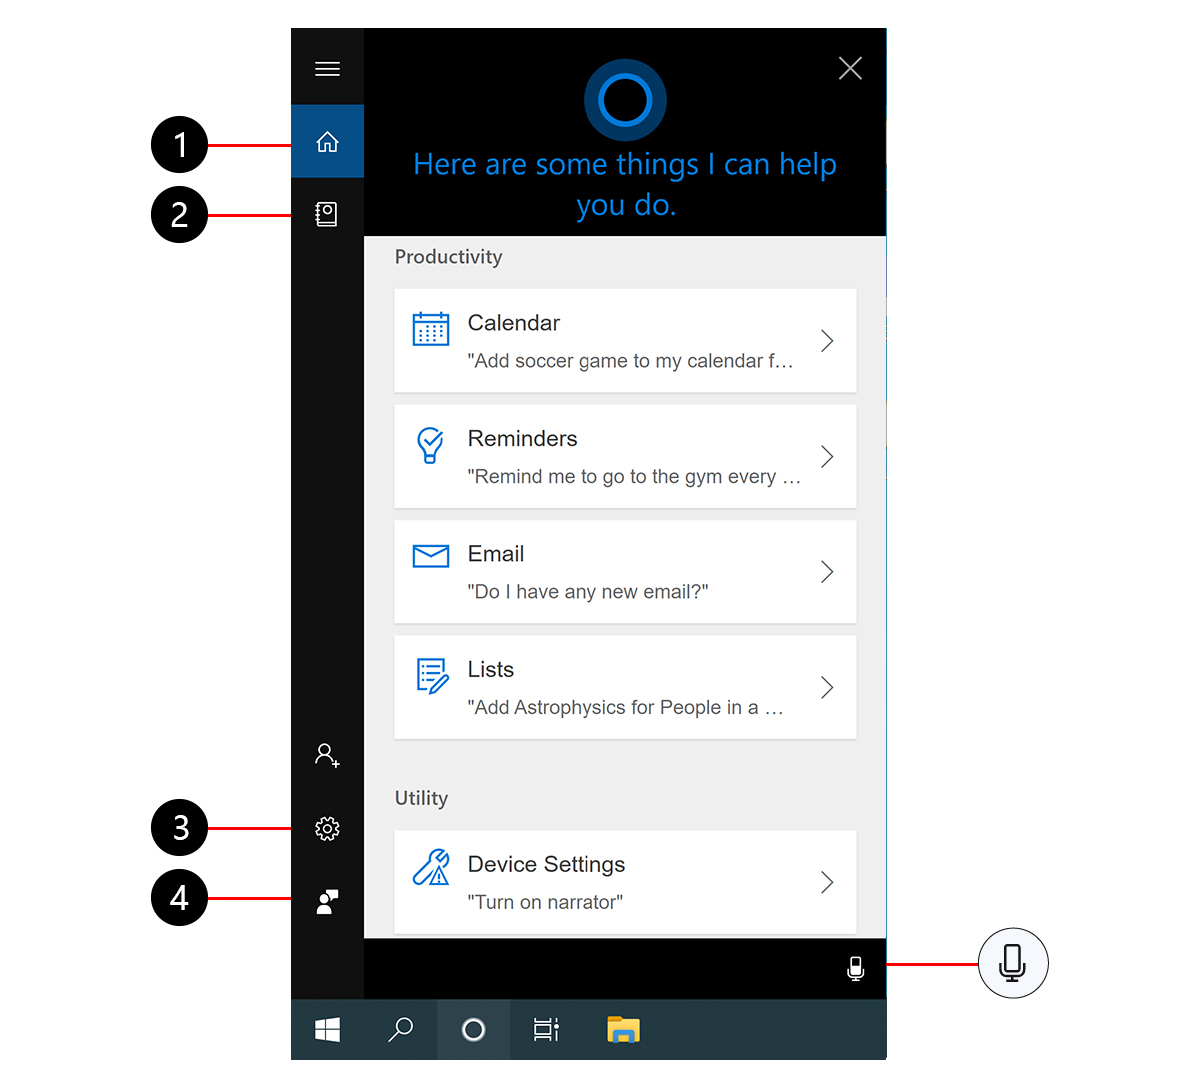 1
2
Here are some things I can help
you do.
Productivity
Calendar
"Add soccer game to my calendar f...
Reminders
"Remind me to go to the gym every ...
Email
"Do I have any new email?"
Lists
"Add Astrophysics for People in a ...
Utility
3
Device Settings
4
"Turn on narrator"